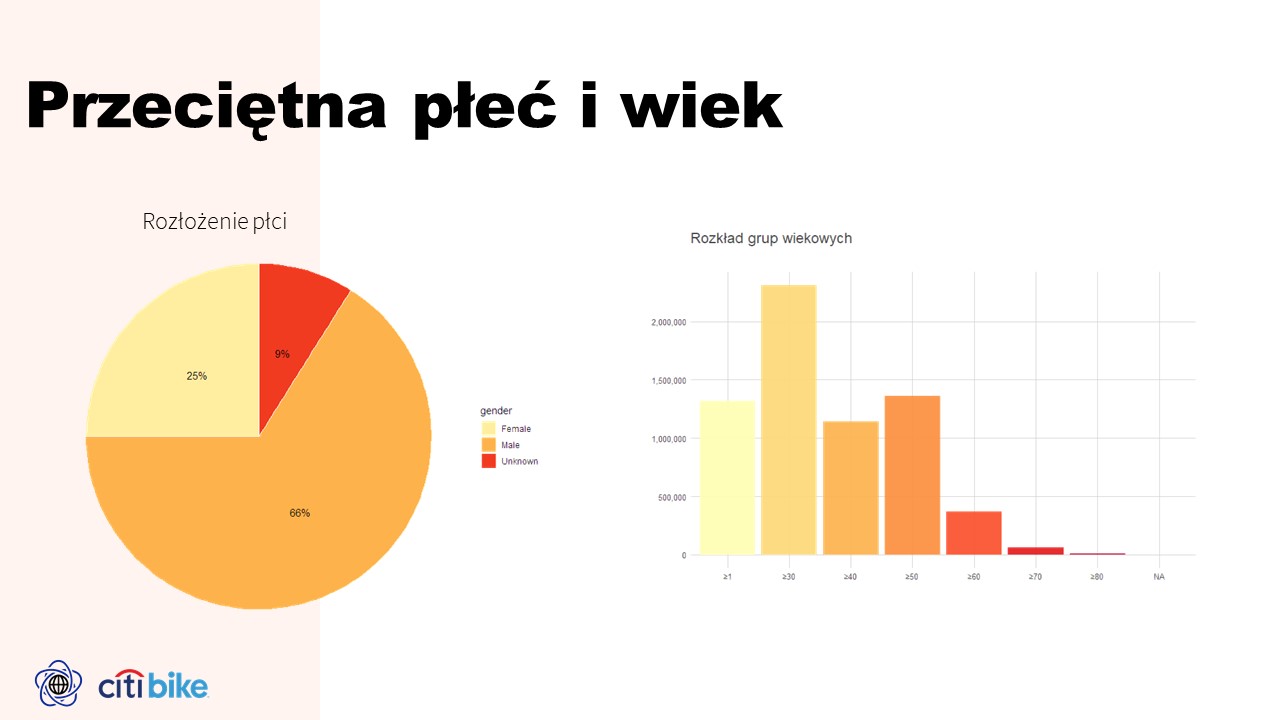 Przeciętna płeć i wiek
Rozłożenie płci
9%
25%
66%
gender
Female
Male
Unknown
Rozkład grup wiekowych
2,000,000
1,500,000
1,000,000
500,000
0
≥1 ≥30 ≥40 ≥50 ≥60 ≥70 ≥80 NA
citi bike